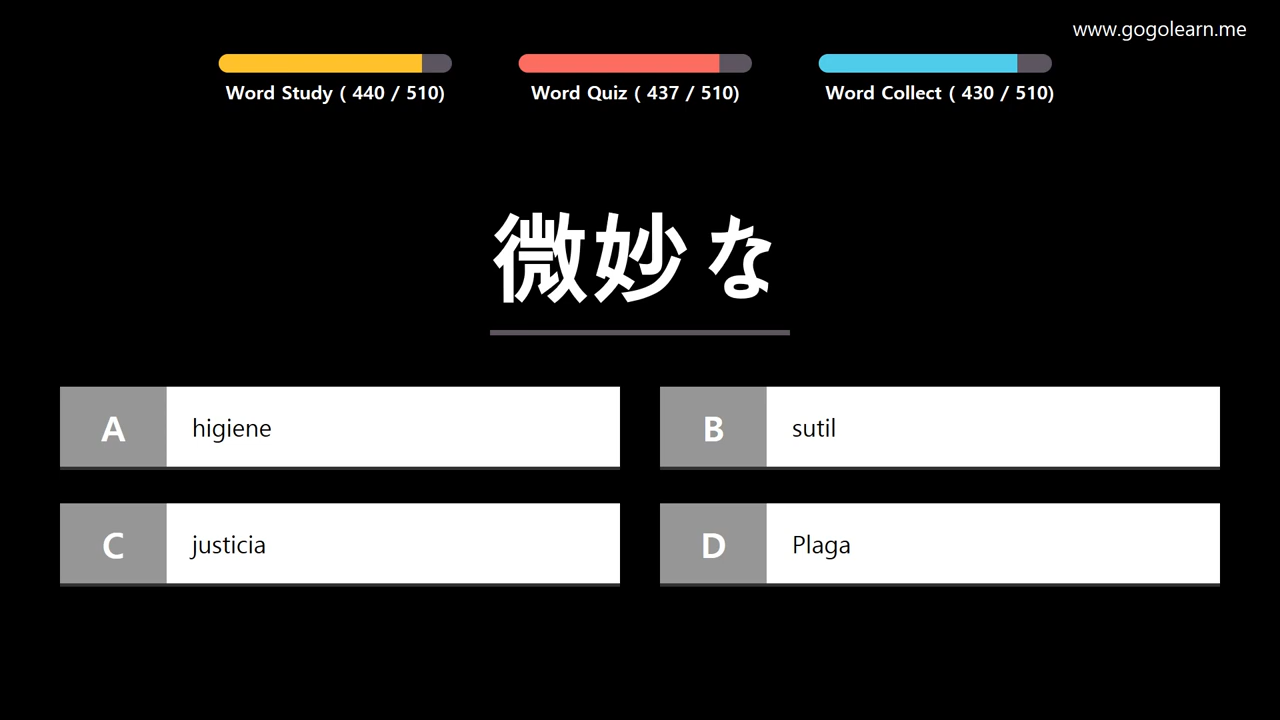 www.gogolearn.me
Word Study ( 440 / 510)
Word Quiz ( 437 / 510)
Word Collect ( 430 / 510)
微妙な
A higiene
B sutil
C justicia
D Plaga